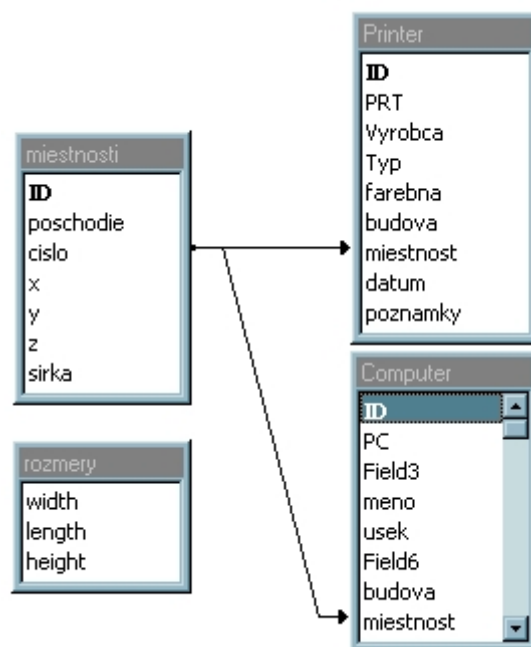 miestnosti
ID
poschodie
cislo
x
y
z
sirka
rozmery
width
length
height
Printer
ID
PRT
Vyrobca
Typ
farebna
budova
miestnost
datum
poznamky
Computer
ID
PC
Field3
meno
usek
Field6
budova
miestnost